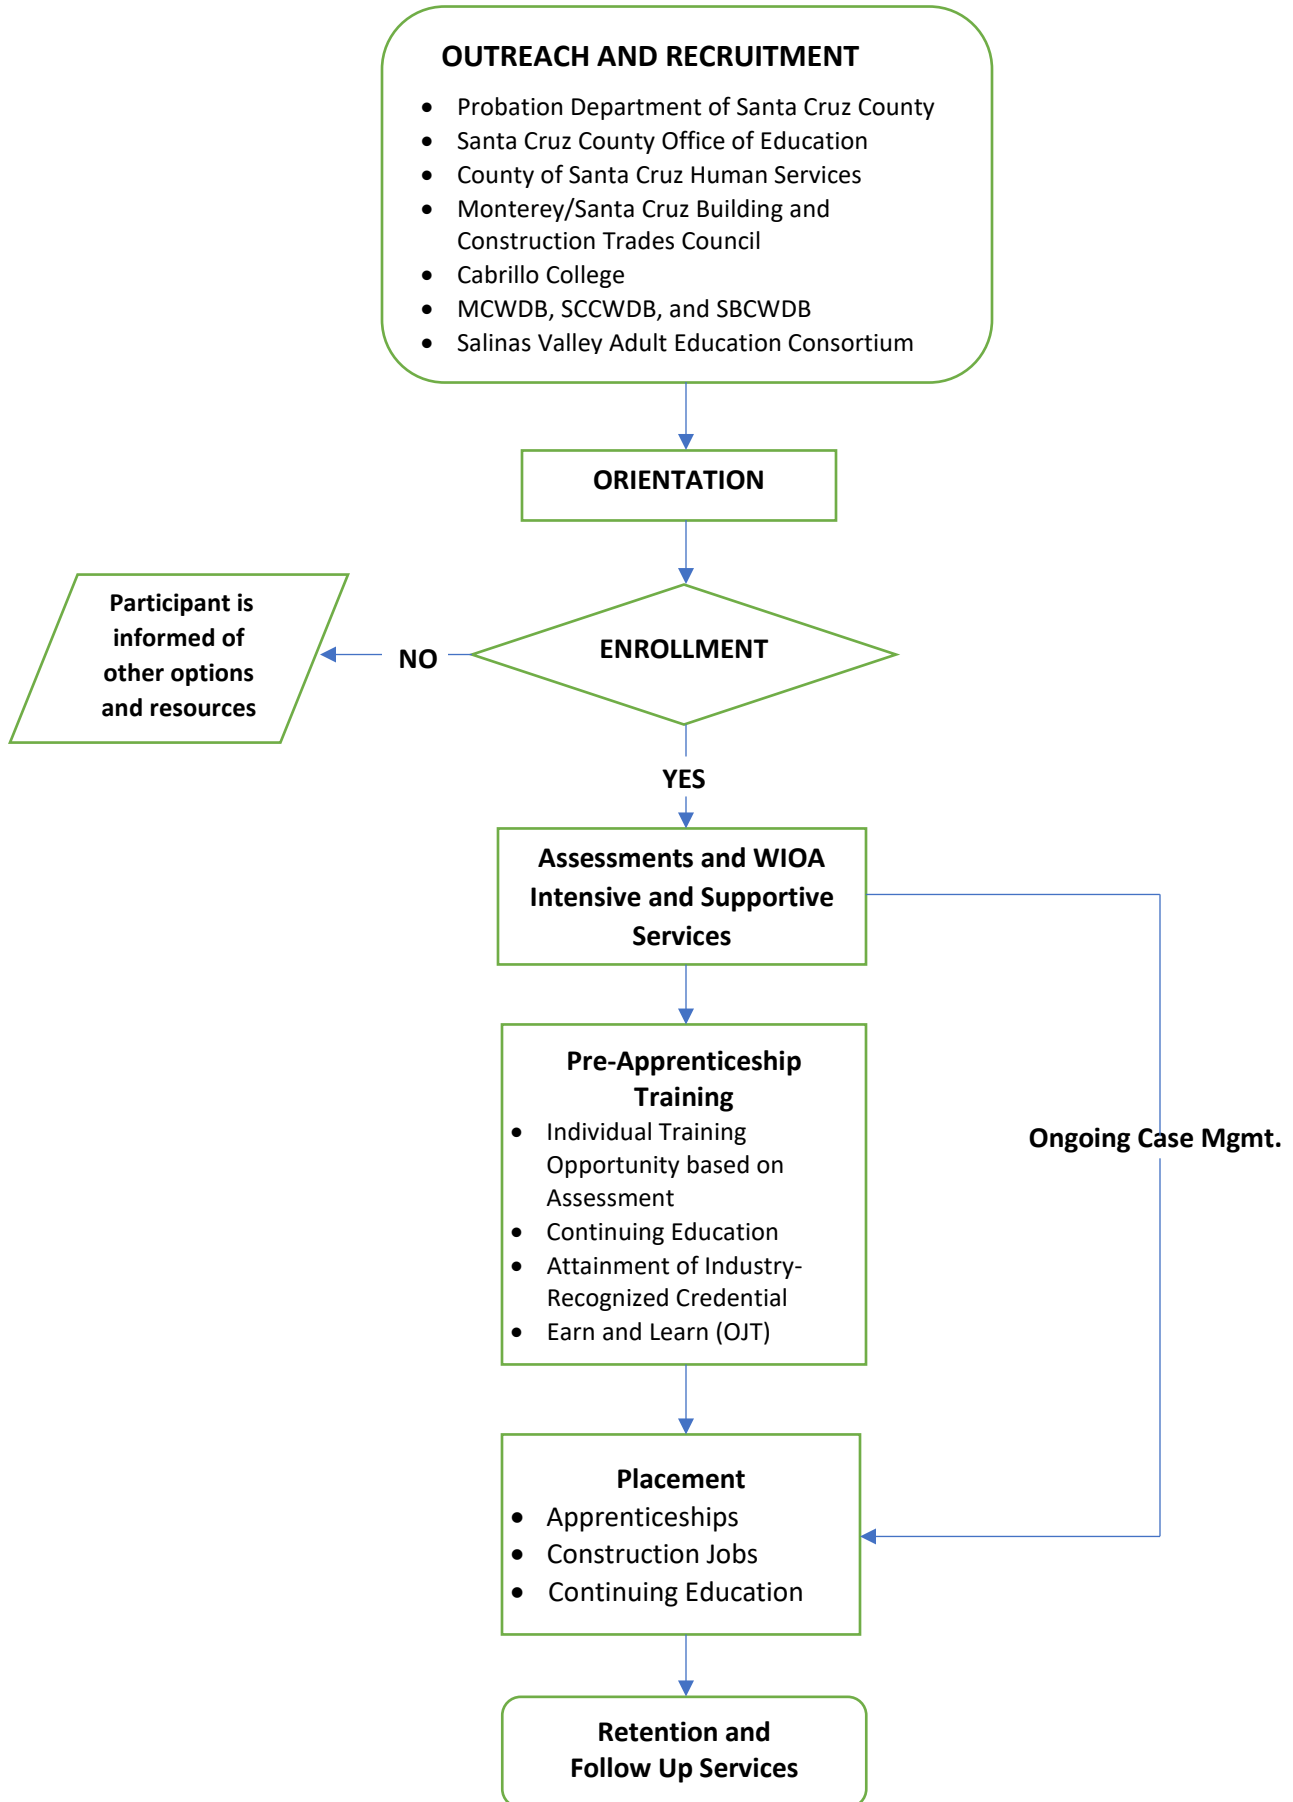 OUTREACH AND RECRUITMENT
• Probation Department of Santa Cruz County
• Santa Cruz County Office of Education
• County of Santa Cruz Human Services
• Monterey/Santa Cruz Building and
Construction Trades Council
• Cabrillo College
• MCWDB, SCCWDB, and SBCWDB
• Salinas Valley Adult Education Consortium
ORIENTATION
Participant is
informed of
other options
and resources
NO
ENROLLMENT
YES
Assessments and WIOA
Intensive and Supportive
Services
Pre-Apprenticeship
Training
• Individual Training
Opportunity based on
Assessment
• Continuing Education
• Attainment of Industry-
Recognized Credential
• Earn and Learn (OJT)
Ongoing Case Mgmt.
Placement
• Apprenticeships
• Construction Jobs
• Continuing Education
Retention and
Follow Up Services